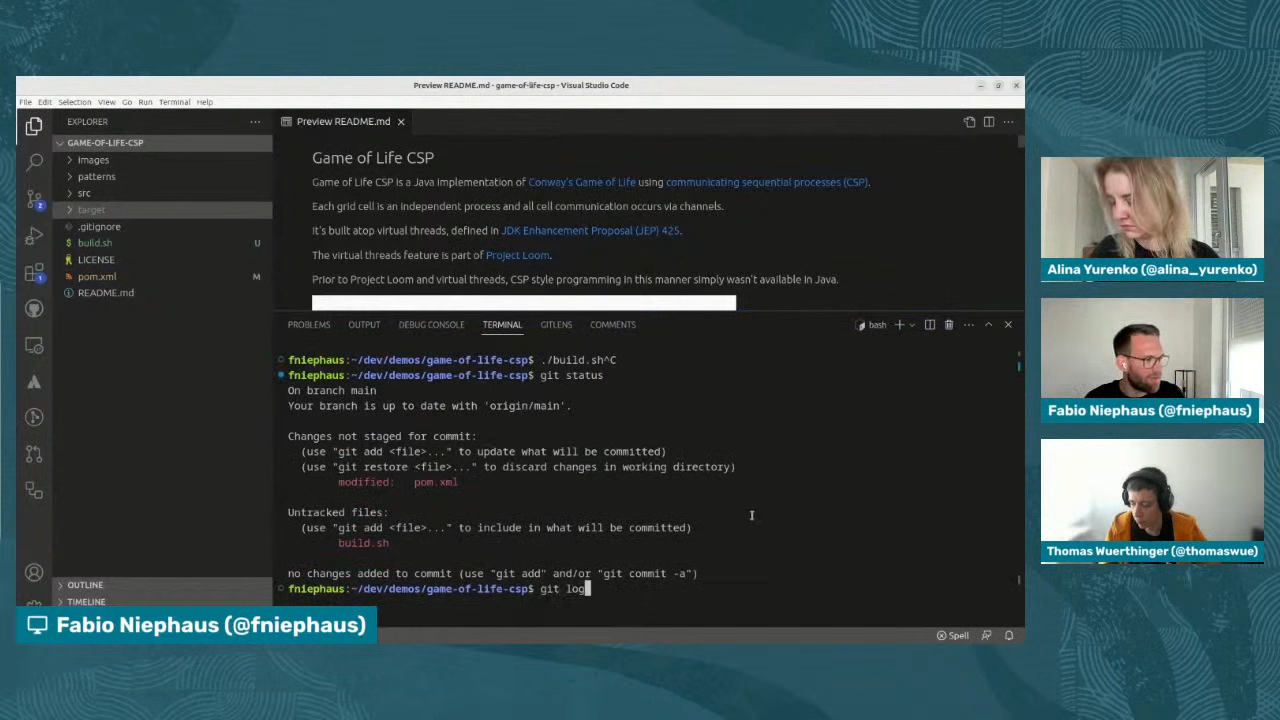 Preview README.md - game-of-life-csp - Visual Studio Code
File Edit Selection View Go Run Terminal Help
EXPLORER
GAME-OF-LIFE-CSP
images
patterns
src
target
.gitignore
build.sh U
LICENSE
pom.xml M
README.md
OUTLINE
TIMELINE
2
1
Preview README.md
Game of Life CSP
Game of Life CSP is a Java implementation of Conway's Game of Life using communicating sequential processes (CSP).
Each grid cell is an independent process and all cell communication occurs via channels.
It's built atop virtual threads, defined in JDK Enhancement Proposal (JEP) 425.
The virtual threads feature is part of Project Loom.
Prior to Project Loom and virtual threads, CSP style programming in this manner simply wasn't available in Java.
PROBLEMS OUTPUT DEBUG CONSOLE TERMINAL GITLENS COMMENTS
bash
fniephaus:~/dev/demos/game-of-life-csp$ ./build.sh^C
fniephaus:~/dev/demos/game-of-life-csp$ git status
On branch main
Your branch is up to date with 'origin/main'.
Changes not staged for commit:
(use "git add <file>..." to update what will be committed)
(use "git restore <file>..." to discard changes in working directory)
modified: pom.xml
Untracked files:
(use "git add <file>..." to include in what will be committed)
build.sh
no changes added to commit (use "git add" and/or "git commit -a")
fniephaus:~/dev/demos/game-of-life-csp$ git log
Spell
Fabio Niephaus (@fniephaus)
Alina Yurenko (@alina_yurenko)
Fabio Niephaus (@fniephaus)
Thomas Wuerthinger (@thomaswue)